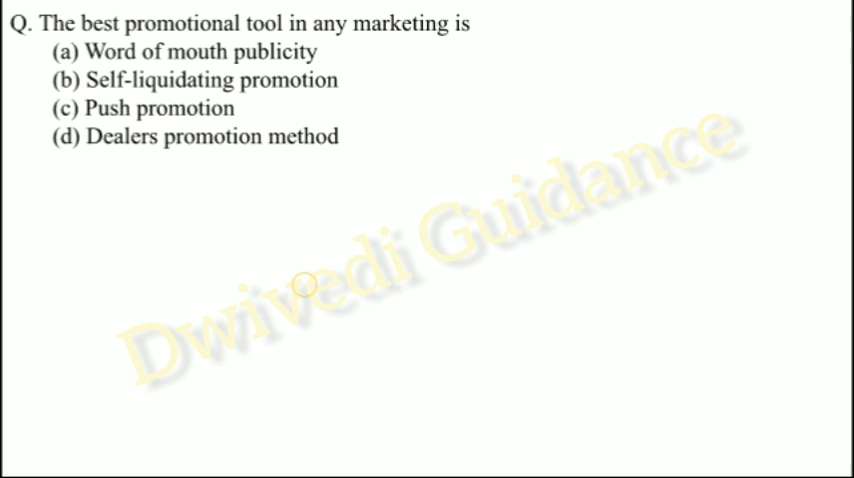 Q. The best promotional tool in any marketing is
(a) Word of mouth publicity
(b) Self-liquidating promotion
(c) Push promotion
(d) Dealers promotion method
Dwivedi Guidance